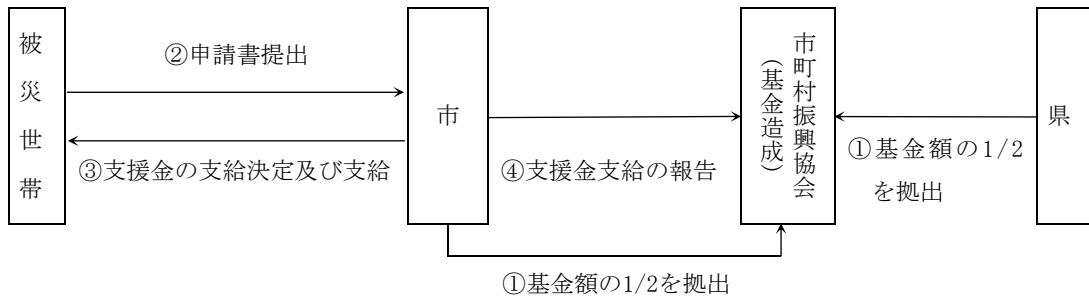 被災世帯
②申請書提出
③支援金の支給決定及び支給
市
④支援金支給の報告
①基金額の1/2を拠出
市町村振興協会
(基金造成)
①基金額の1/2
を拠出
県